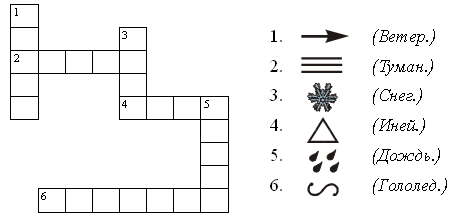 1
3
2
4
5
6
1. (Ветер.)
2. (Туман.)
3. (Снег.)
4. (Иней.)
5. (Дождь.)
6. (Гололед.)